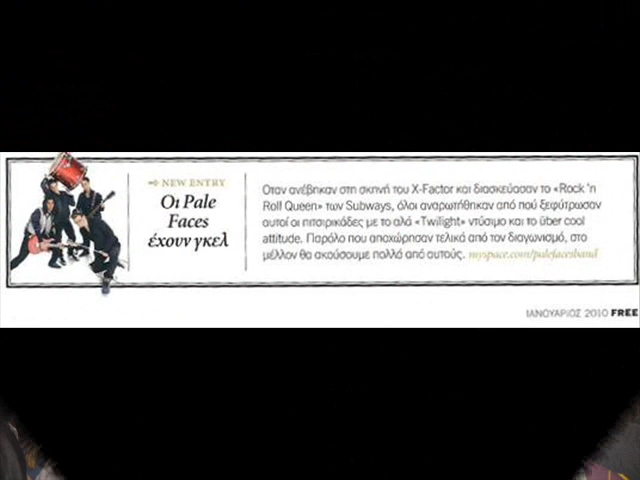 NEW ENTRY
Οι Pale
Faces
έχουν γκελ
Όταν ανέβηκαν στη σκηνή του X-Factor και διασκεύασαν το «Rock 'n
Roll Queen» των Subways, όλοι αναρωτήθηκαν από πού ξεφύτρωσαν
αυτοί οι πιτσιρικάδες με το αλά «Twilight» ντύσιμο και το über cool
attitude. Παρόλο που αποχώρησαν τελικά από τον διαγωνισμό, στο
μέλλον θα ακούσουμε πολλά από αυτούς. myspace.com/palefacesband
ΙΑΝΟΥΑΡΙΟΣ 2010 FREE